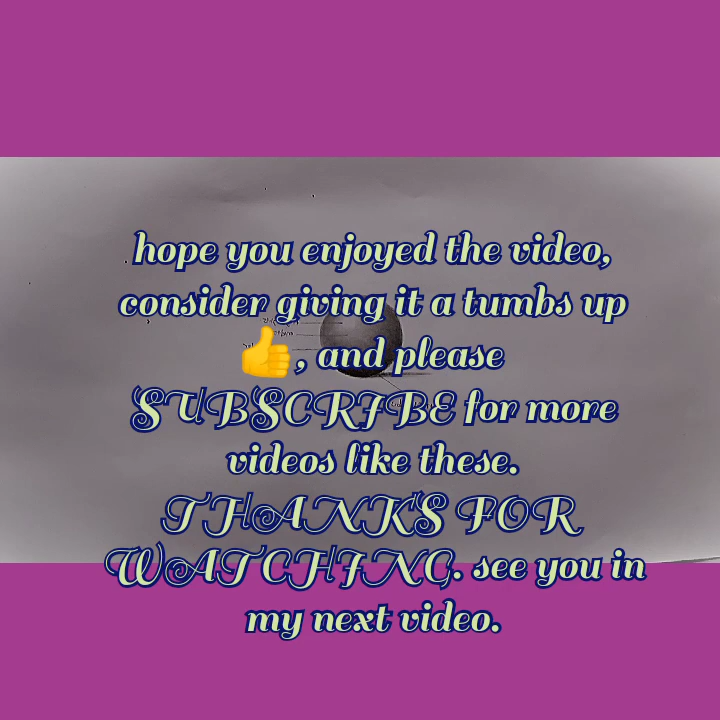 hope you enjoyed the video,
consider giving it a tumbs up
👍, and please
SUBSCRIBE for more
videos like these.
THANKS FOR
WATCHING. see you in
my next video.